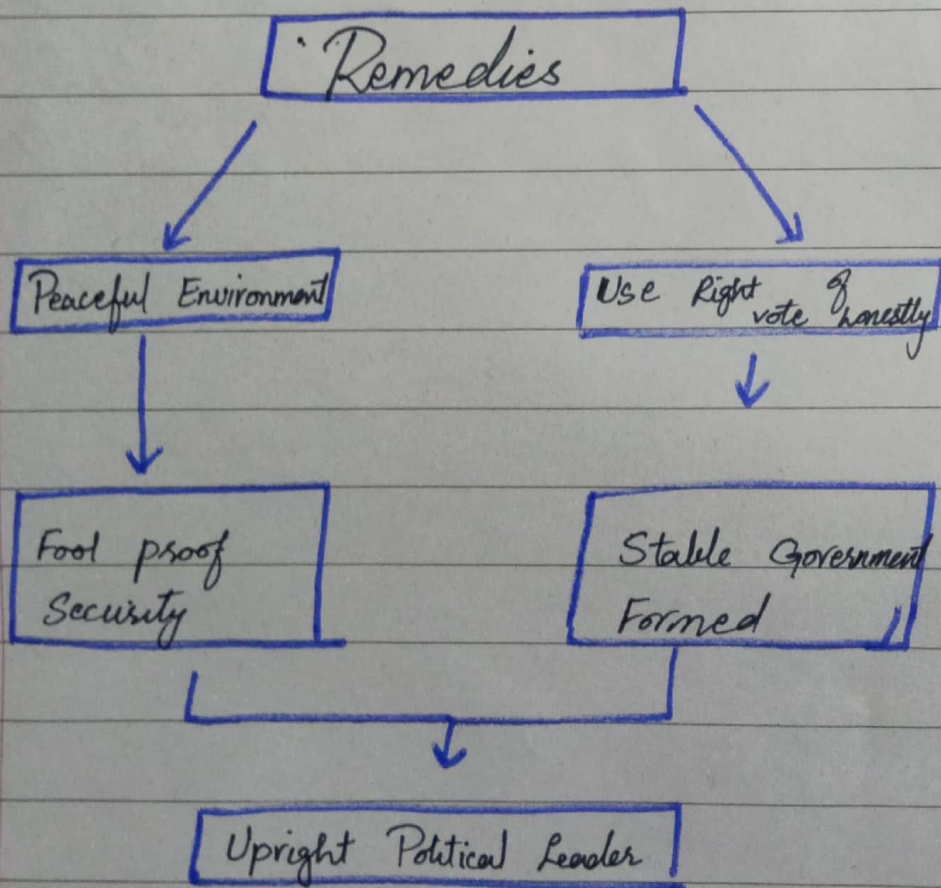 Remedies
Peaceful Environment
Use Right of
vote honestly
Fool proof
Security
Stable Government
Formed
Upright Political Leader